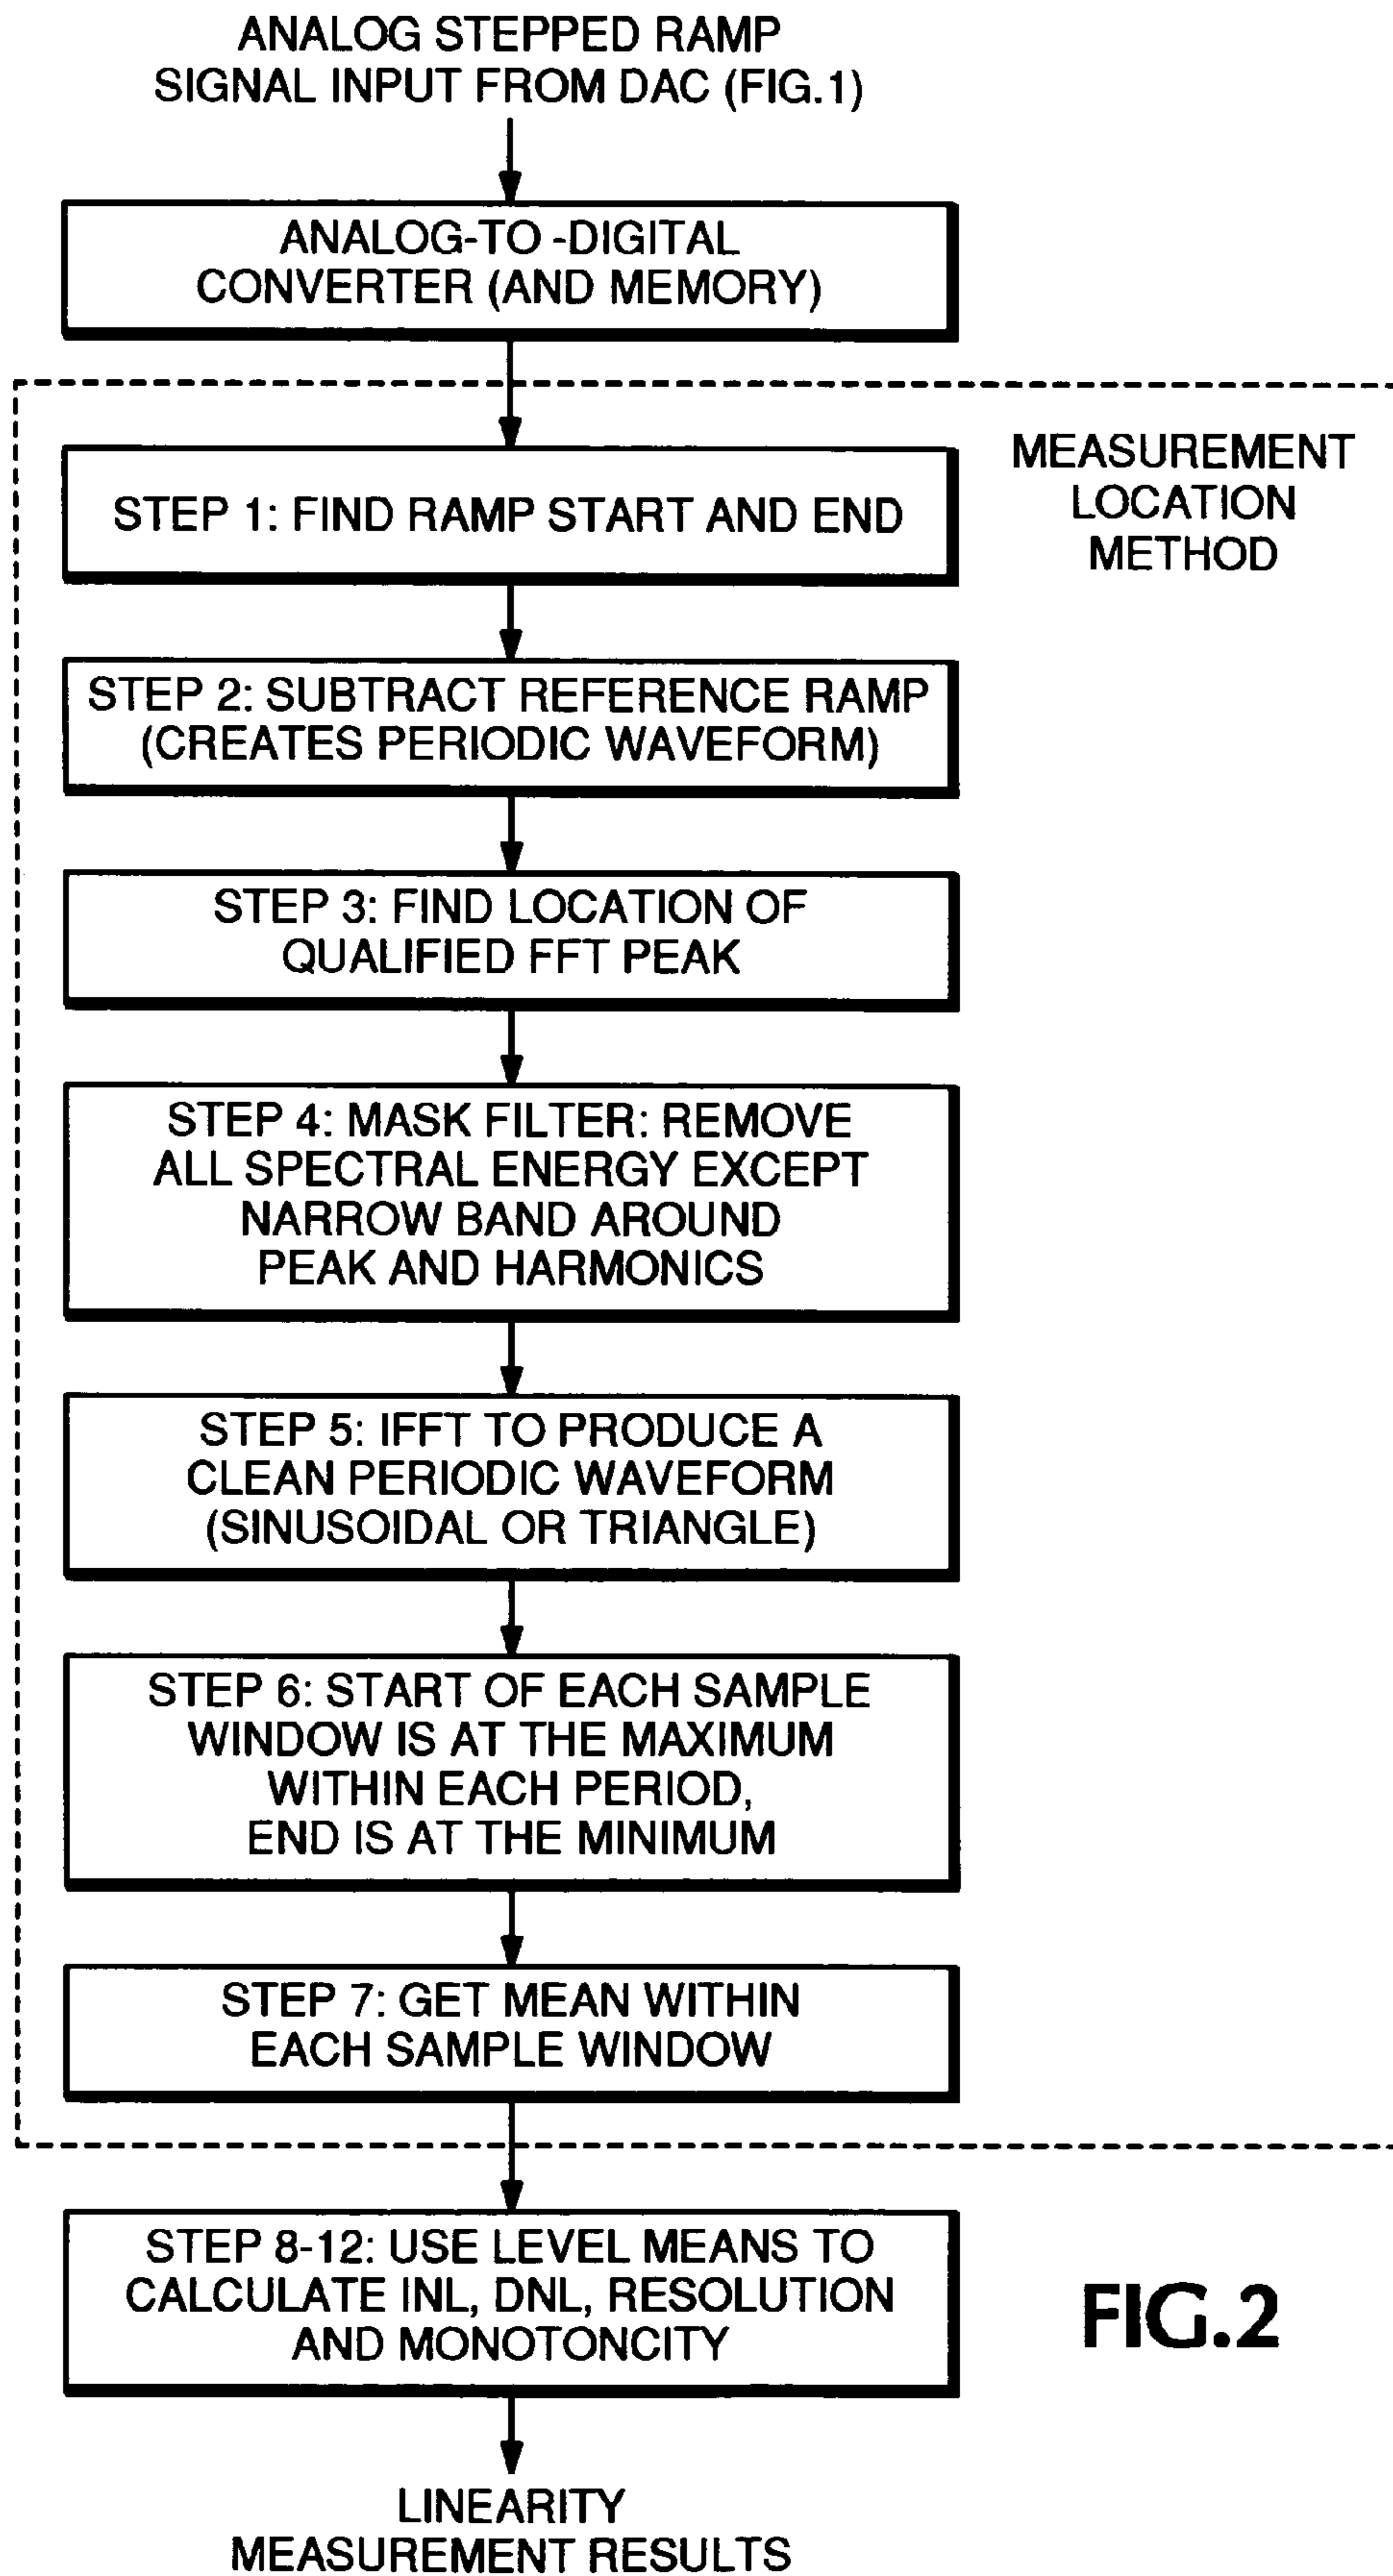 ANALOG STEPPED RAMP
SIGNAL INPUT FROM DAC (FIG.1)
ANALOG-TO -DIGITAL
CONVERTER (AND MEMORY)
MEASUREMENT
LOCATION
METHOD
STEP 1: FIND RAMP START AND END
STEP 2: SUBTRACT REFERENCE RAMP
(CREATES PERIODIC WAVEFORM)
STEP 3: FIND LOCATION OF
QUALIFIED FFT PEAK
STEP 4: MASK FILTER: REMOVE
ALL SPECTRAL ENERGY EXCEPT
NARROW BAND AROUND
PEAK AND HARMONICS
STEP 5: IFFT TO PRODUCE A
CLEAN PERIODIC WAVEFORM
(SINUSOIDAL OR TRIANGLE)
STEP 6: START OF EACH SAMPLE
WINDOW IS AT THE MAXIMUM
WITHIN EACH PERIOD,
END IS AT THE MINIMUM
STEP 7: GET MEAN WITHIN
EACH SAMPLE WINDOW
STEP 8-12: USE LEVEL MEANS TO
CALCULATE INL, DNL, RESOLUTION
AND MONOTONCITY
FIG.2
LINEARITY
MEASUREMENT RESULTS